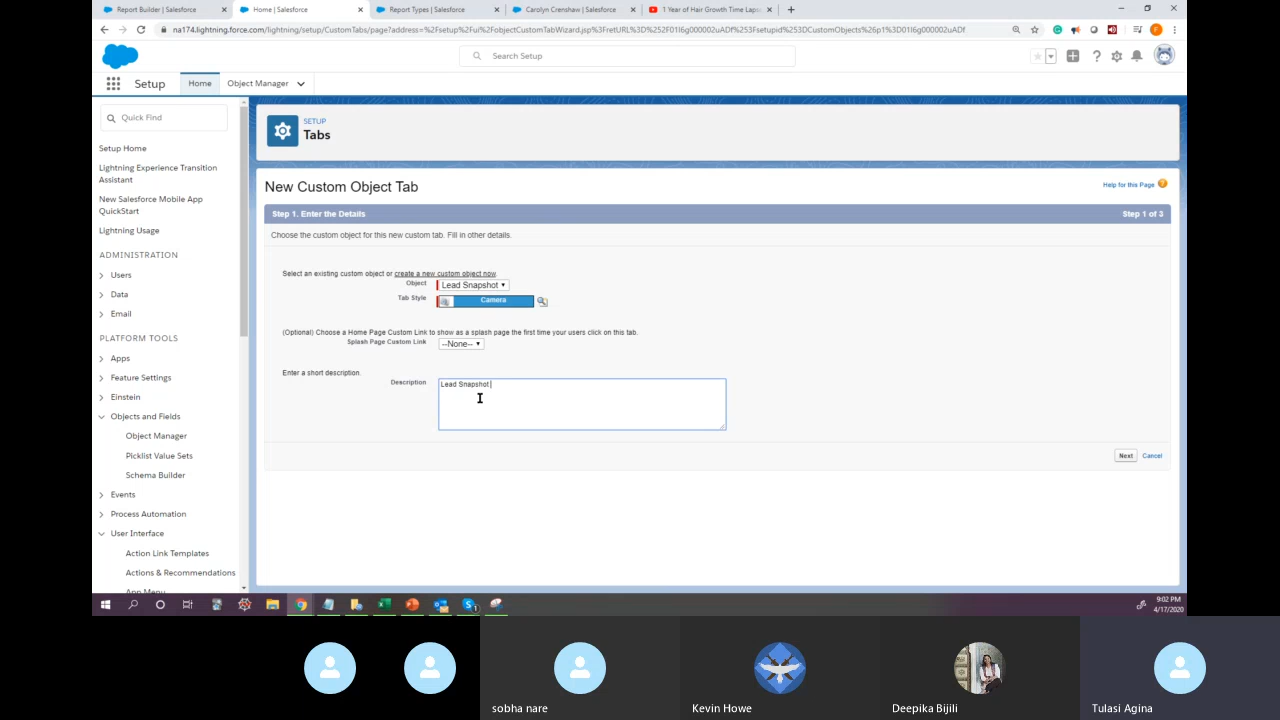 Report Builder | Salesforce
Home | Salesforce
Report Types | Salesforce
Carolyn Crenshaw | Salesforce
1 Year of Hair Growth Time Laps
na174.lightning.force.com/lightning/setup/CustomTabs/page?address=%2Fsetup%2Fui%2FobjectCustomTabWizard.jsp%3FretURL%3D%252F01I6g000002uADf%253Fsetupid%253DCustomObjects%26p1%3D01I6g000002uADf
Search Setup
Setup
Home
Object Manager
Quick Find
Setup Home
Lightning Experience Transition
Assistant
New Salesforce Mobile App
QuickStart
Lightning Usage
ADMINISTRATION
Users
Data
Email
PLATFORM TOOLS
Apps
Feature Settings
Einstein
Objects and Fields
Object Manager
Picklist Value Sets
Schema Builder
Events
Process Automation
User Interface
Action Link Templates
Actions & Recommendations
App Menu
SETUP
Tabs
New Custom Object Tab
Help for this Page
Step 1. Enter the Details
Step 1 of 3
Choose the custom object for this new custom tab. Fill in other details.
Select an existing custom object or create a new custom object now.
Object
Lead Snapshot
Tab Style
Camera
(Optional) Choose a Home Page Custom Link to show as a splash page the first time your users click on this tab.
Splash Page Custom Link
--None--
Enter a short description.
Description
Lead Snapshot
Next
Cancel
9:02 PM
4/17/2020
sobha nare
Kevin Howe
Deepika Bijili
Tulasi Agina